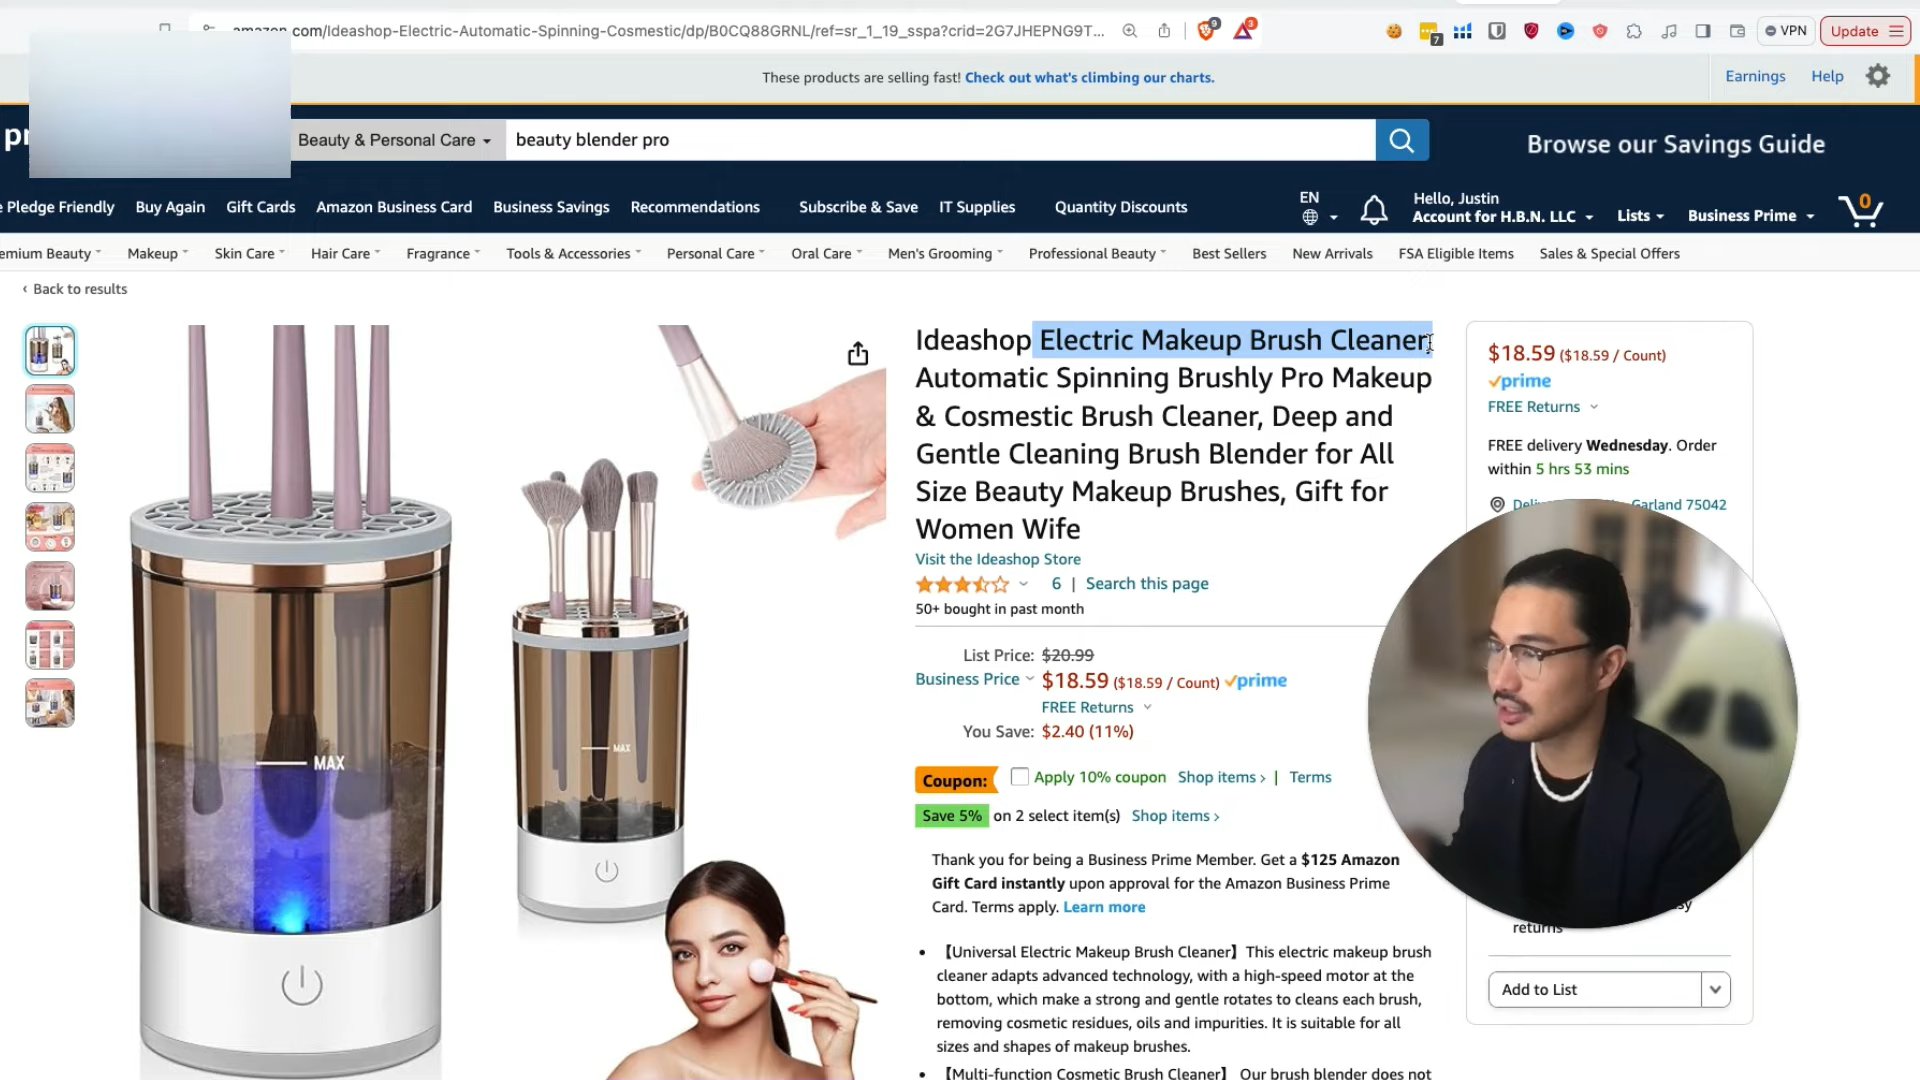 amazon.com/Ideashop-Electric-Automatic-Spinning-Cosmestic/dp/B0CQ88GRNL/ref=sr_1_19_sspa?crid=2G7JHEPNG9T...
9
3
7
VPN
Update
These products are selling fast! Check out what's climbing our charts.
Earnings
Help
Beauty & Personal Care
beauty blender pro
Browse our Savings Guide
Pledge Friendly
Buy Again
Gift Cards
Amazon Business Card
Business Savings
Recommendations
Subscribe & Save
IT Supplies
Quantity Discounts
EN
Hello, Justin
Account for H.B.N. LLC
Lists
Business Prime
0
emium Beauty
Makeup
Skin Care
Hair Care
Fragrance
Tools & Accessories
Personal Care
Oral Care
Men's Grooming
Professional Beauty
Best Sellers
New Arrivals
FSA Eligible Items
Sales & Special Offers
‹ Back to results
MAX
MAX
Ideashop Electric Makeup Brush Cleaner,
Automatic Spinning Brushly Pro Makeup
& Cosmestic Brush Cleaner, Deep and
Gentle Cleaning Brush Blender for All
Size Beauty Makeup Brushes, Gift for
Women Wife
Visit the Ideashop Store
6 | Search this page
50+ bought in past month
List Price: $20.99
Business Price $18.59 ($18.59 / Count) prime
FREE Returns
You Save: $2.40 (11%)
Coupon: Apply 10% coupon Shop items › | Terms
Save 5% on 2 select item(s) Shop items ›
Thank you for being a Business Prime Member. Get a $125 Amazon
Gift Card instantly upon approval for the Amazon Business Prime
Card. Terms apply. Learn more
• 【Universal Electric Makeup Brush Cleaner】This electric makeup brush
cleaner adapts advanced technology, with a high-speed motor at the
bottom, which make a strong and gentle rotates to cleans each brush,
removing cosmetic residues, oils and impurities. It is suitable for all
sizes and shapes of makeup brushes.
• 【Multi-function Cosmetic Brush Cleaner】 Our brush blender does not
$18.59 ($18.59 / Count)
prime
FREE Returns
FREE delivery Wednesday. Order
within 5 hrs 53 mins
Garland 75042
returns
Add to List